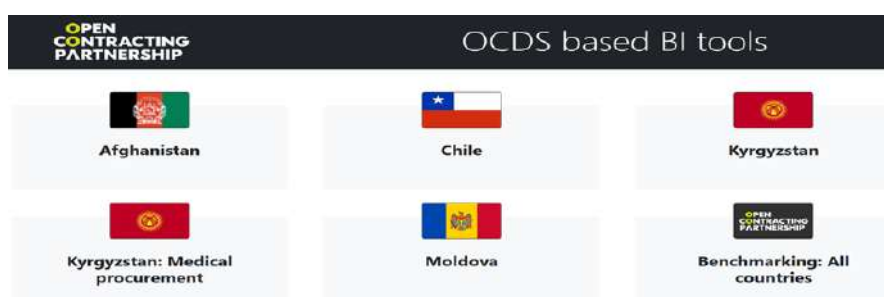 OPEN
CONTRACTING
PARTNERSHIP
OCDS based BI tools
Afghanistan
Chile
Kyrgyzstan
Kyrgyzstan: Medical
procurement
Moldova
OPEN
CONTRACTING
PARTNERSHIP
Benchmarking: All
countries